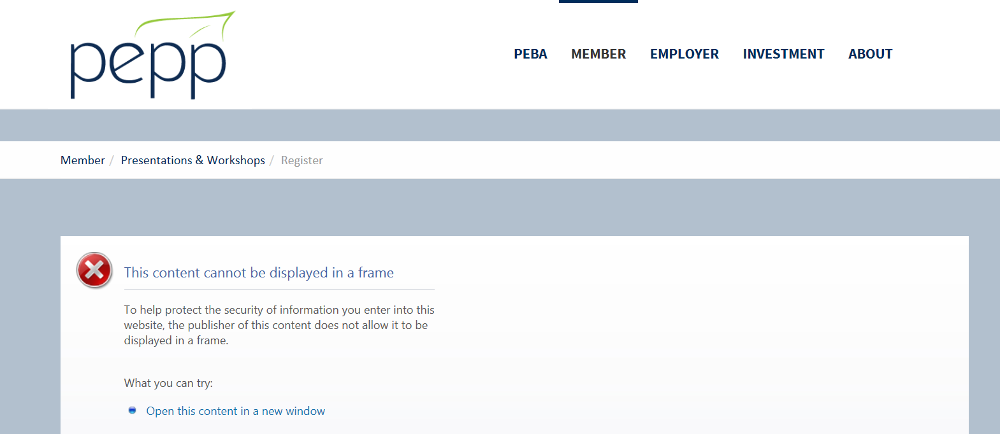 pepp
PEBA MEMBER EMPLOYER INVESTMENT ABOUT
Member / Presentations & Workshops / Register
This content cannot be displayed in a frame
To help protect the security of information you enter into this
website, the publisher of this content does not allow it to be
displayed in a frame.
What you can try:
Open this content in a new window